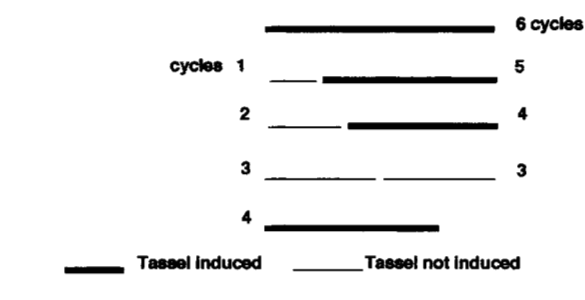 6 cycles
cycles 1 5
2 4
3 3
4
Tassel induced Tassel not induced